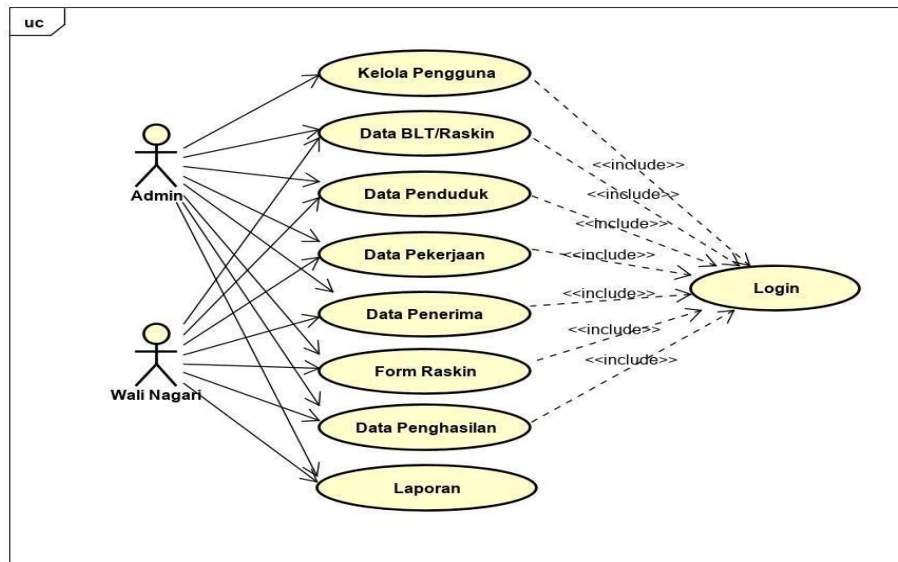 uc
Kelola Pengguna
Data BLT/Raskin
<<include>>
Admin
Data Penduduk
<<include>>
<<include>>
Data Pekerjaan
<<include>>
Login
Data Penerima
<<include>>
<<include>>
Wali Nagari
Form Raskin
<<include>>
Data Penghasilan
Laporan